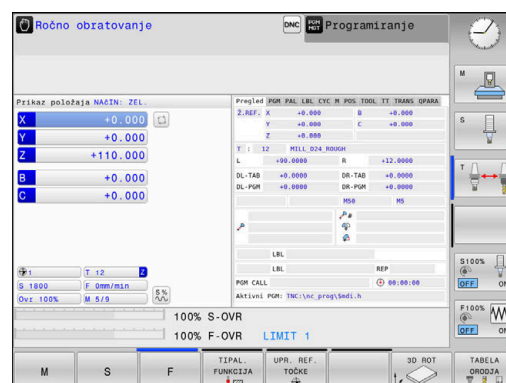 Ročno obratovanje
DNC
PGM MGT
Programiranje
Prikaz položaja NAčIN: ŽEL.
X +0.000
Y +0.000
Z +110.000
B +0.000
C +0.000
1 T 12 Z
S 1800 F 0mm/min
Ovr 100% M 5/9
S %
Pregled PGM PAL LBL CYC M POS TOOL TT TRANS QPARA
Ž.REF. X +0.000 B +0.000
Y +0.000 C +0.000
Z +0.000
T : 12 MILL_D24_ROUGH
L +90.0000 R +12.0000
DL-TAB +0.0000 DR-TAB +0.0000
DL-PGM +0.0000 DR-PGM +0.0000
M50 M5
LBL
LBL REP
PGM CALL 00:00:00
Aktivni PGM: TNC:\nc_prog\$mdi.h
100% S-OVR
100% F-OVR LIMIT 1
M
S
F
TIPAL. FUNKCIJA
UPR. REF. TOČKE
3D ROT
TABELA ORODJA
M
S
T
S100%
OFF ON
F100%
OFF ON